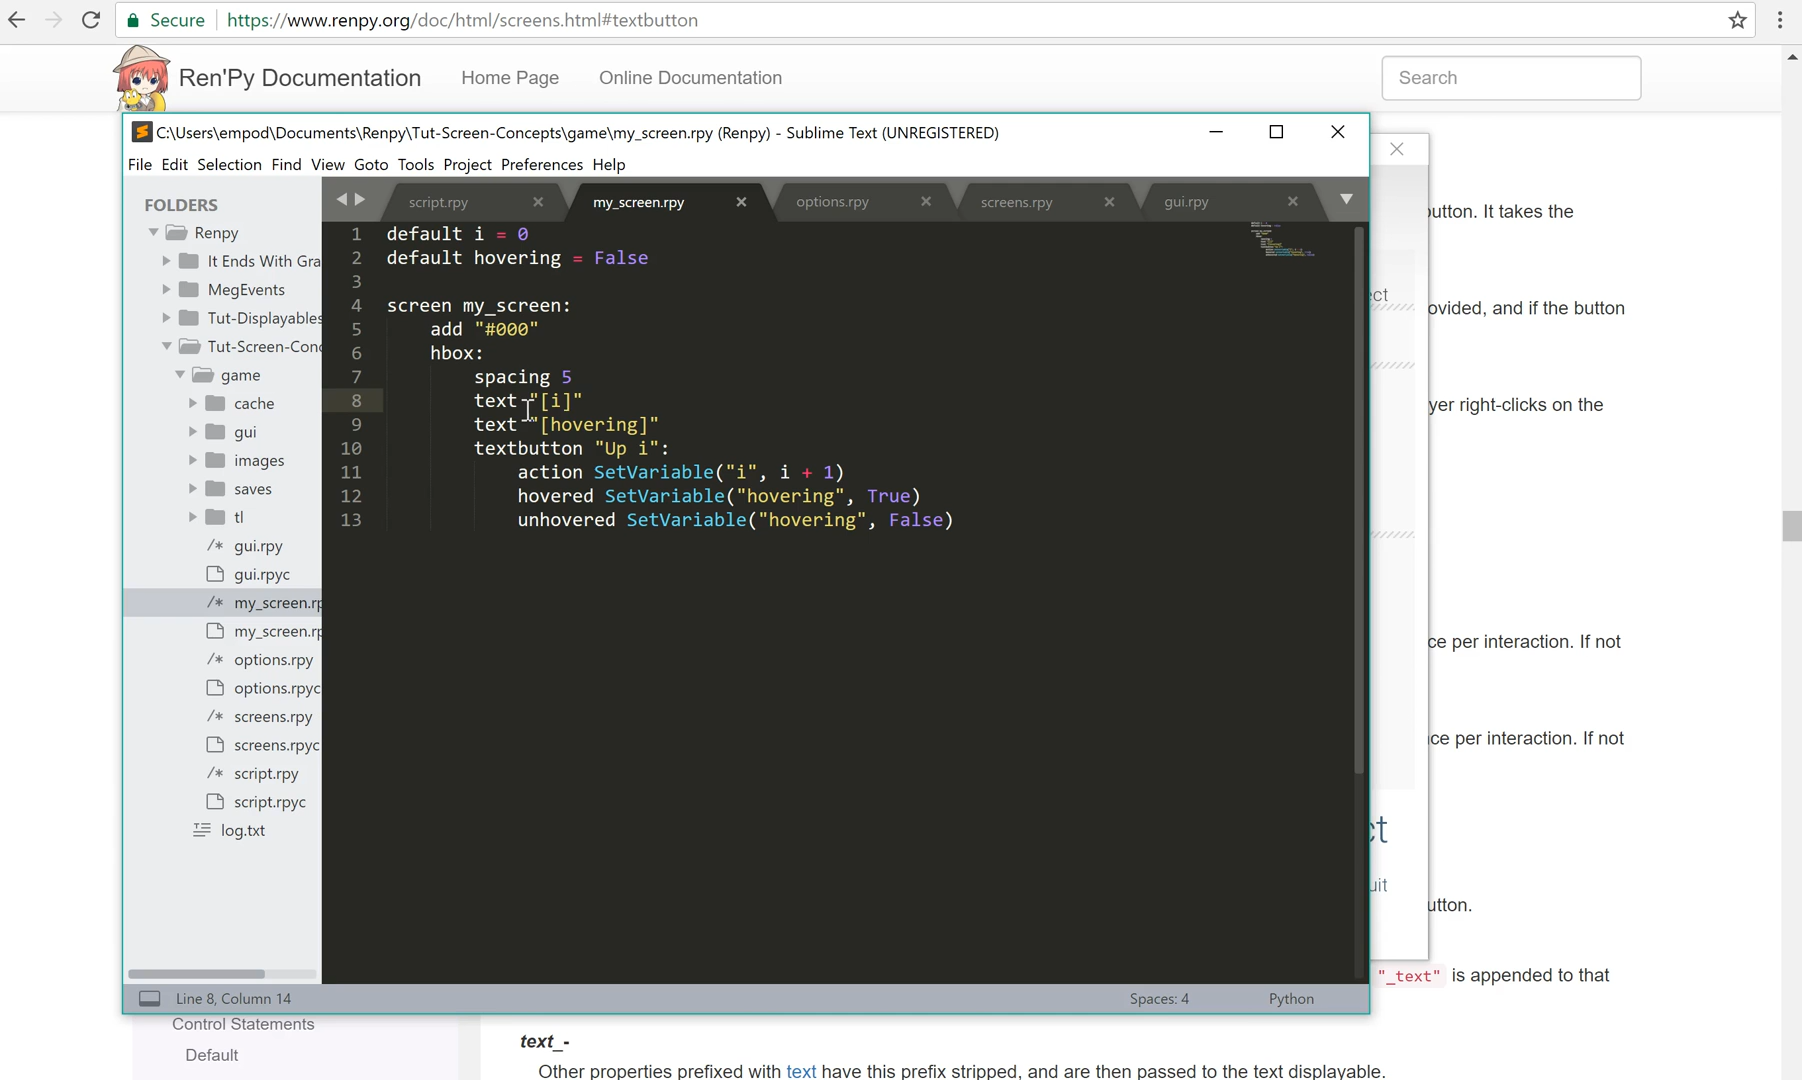 Secure https://www.renpy.org/doc/html/screens.html#textbutton
Ren'Py Documentation Home Page Online Documentation Search
C:\Users\empod\Documents\Renpy\Tut-Screen-Concepts\game\my_screen.rpy (Renpy) - Sublime Text (UNREGISTERED)
File Edit Selection Find View Goto Tools Project Preferences Help
script.rpy my_screen.rpy options.rpy screens.rpy gui.rpy
FOLDERS
Renpy
It Ends With Gra
MegEvents
Tut-Displayables
Tut-Screen-Con
game
cache
gui
images
saves
tl
/* gui.rpy
gui.rpyc
/* my_screen.rp
my_screen.rp
/* options.rpy
options.rpyc
/* screens.rpy
screens.rpyc
/* script.rpy
script.rpyc
log.txt
1 default i = 0
2 default hovering = False
3
4 screen my_screen:
5 add "#000"
6 hbox:
7 spacing 5
8 text "[i]"
9 text "[hovering]"
10 textbutton "Up i":
11 action SetVariable("i", i + 1)
12 hovered SetVariable("hovering", True)
13 unhovered SetVariable("hovering", False)
Line 8, Column 14 Spaces: 4 Python
utton. It takes the
ect
ovided, and if the button
yer right-clicks on the
ce per interaction. If not
ice per interaction. If not
ct
uit
utton.
"_text" is appended to that
Control Statements
Default
text_-
Other properties prefixed with text have this prefix stripped, and are then passed to the text displayable.